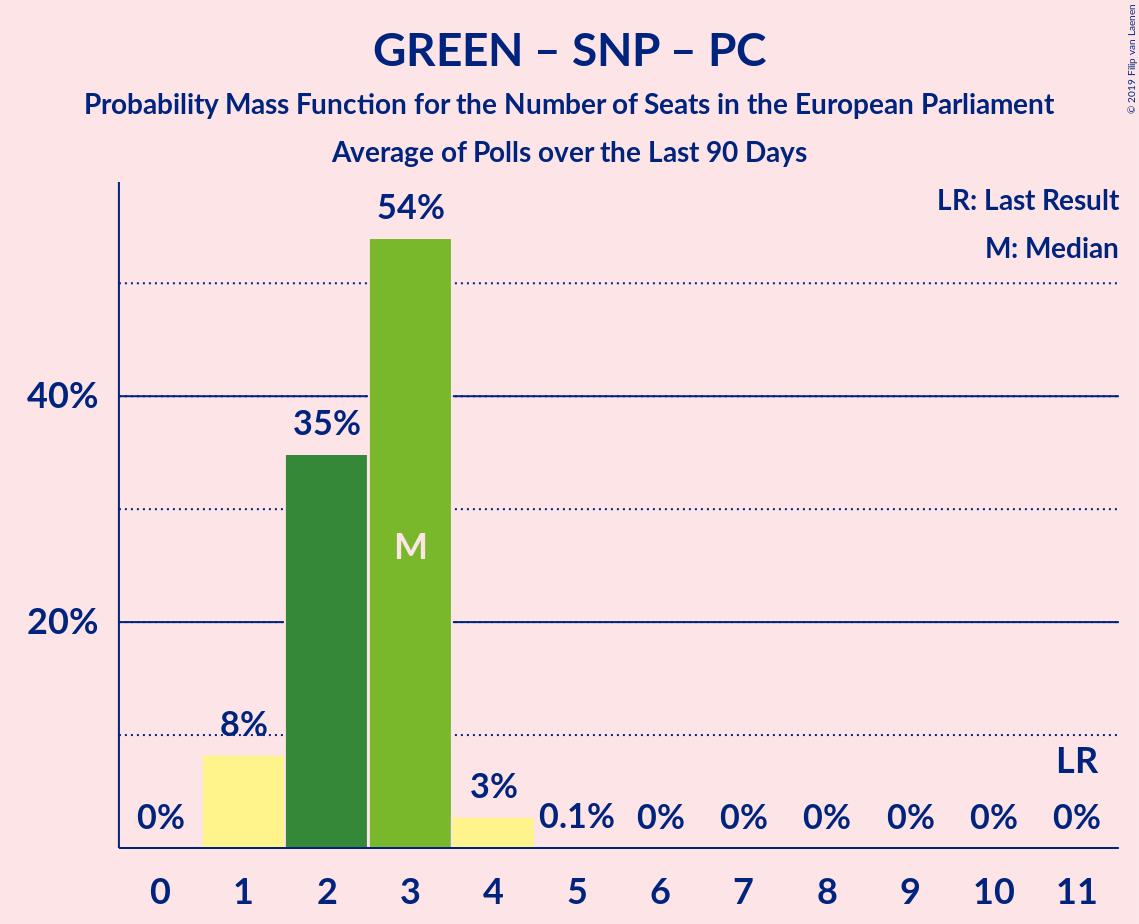 GREEN – SNP – PC
Probability Mass Function for the Number of Seats in the European Parliament
Average of Polls over the Last 90 Days
© 2019 Filip van Laenen
LR: Last Result
M: Median
54%
40%
35%
M
20%
8%
LR
3%
0% 0.1% 0% 0% 0% 0% 0% 0%
0 1 2 3 4 5 6 7 8 9 10 11